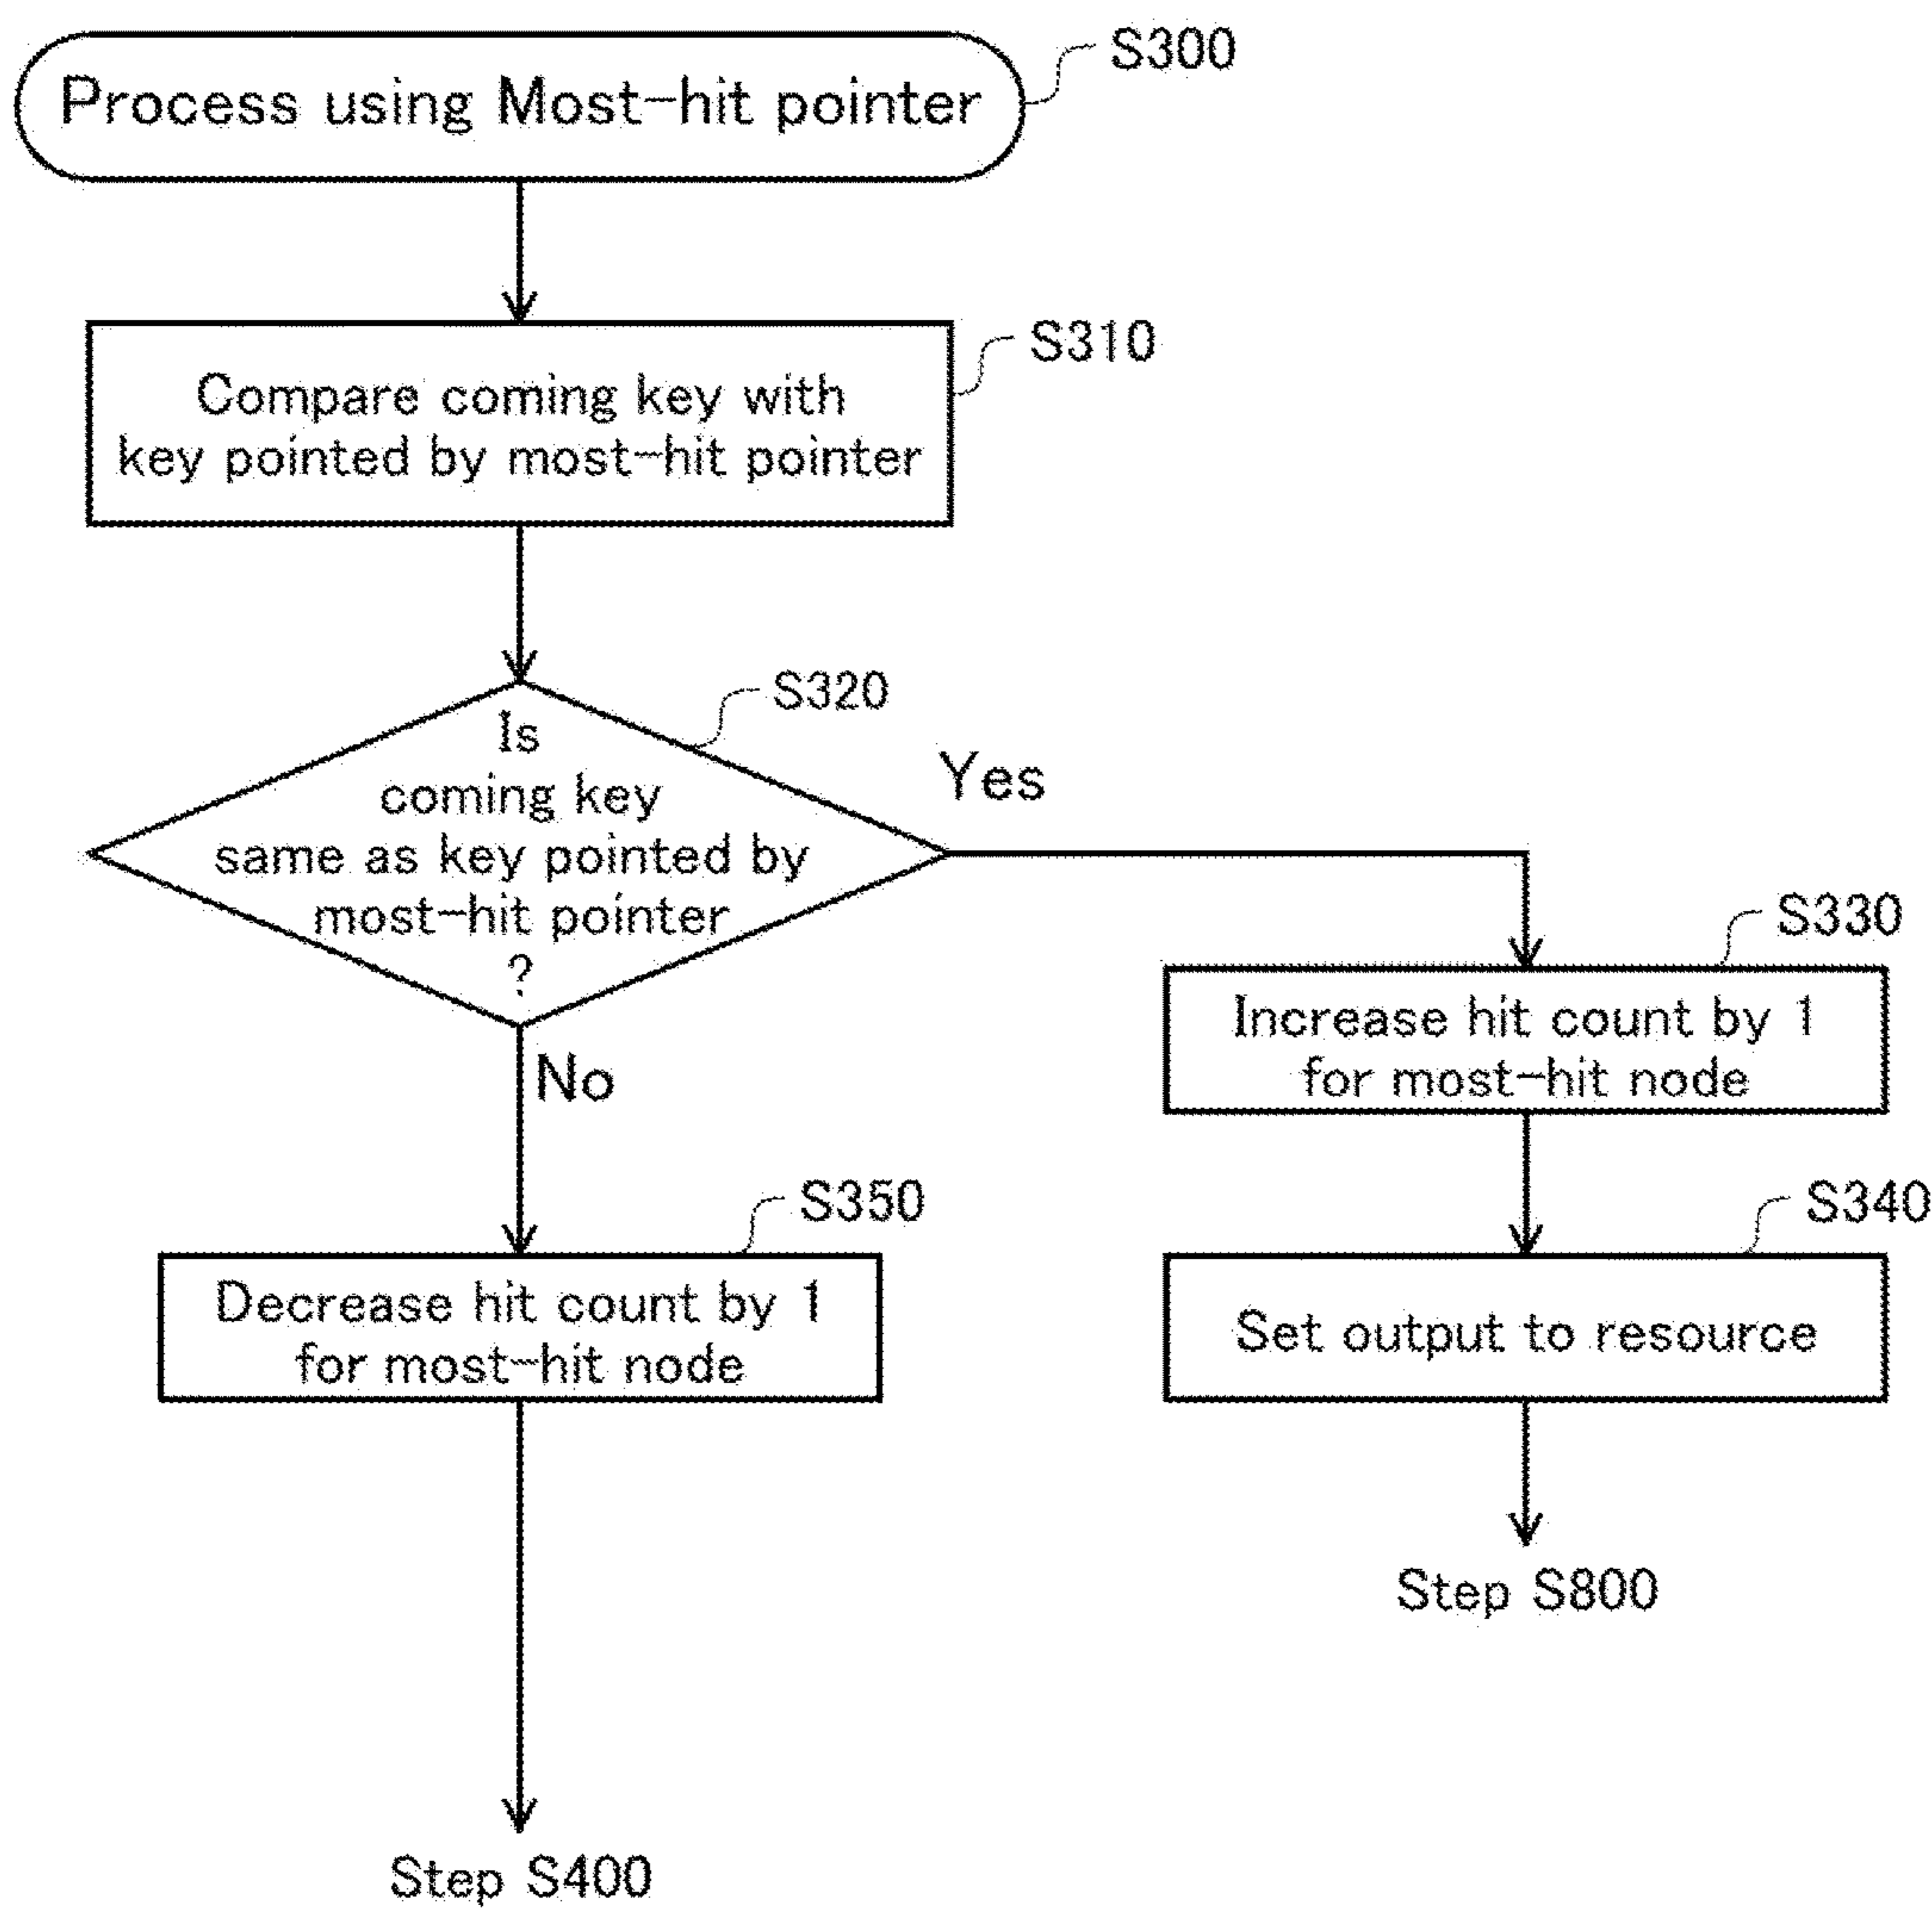 Process using Most-hit pointer
S300
Compare coming key with
key pointed by most-hit pointer
S310
Is
coming key
same as key pointed by
most-hit pointer
?
S320
Yes
No
S330
Increase hit count by 1
for most-hit node
S350
Decrease hit count by 1
for most-hit node
S340
Set output to resource
Step S800
Step S400